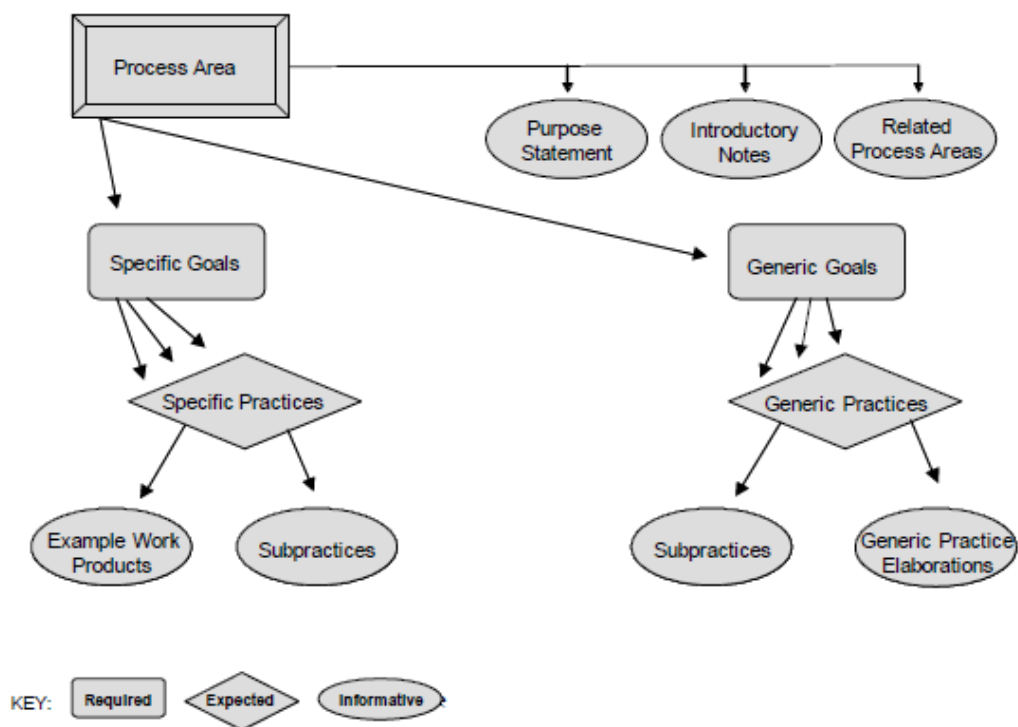 Process Area
Purpose
Statement
Introductory
Notes
Related
Process Areas
Specific Goals
Generic Goals
Specific Practices
Generic Practices
Example Work
Products
Subpractices
Subpractices
Generic Practice
Elaborations
KEY:
Required
Expected
Informative